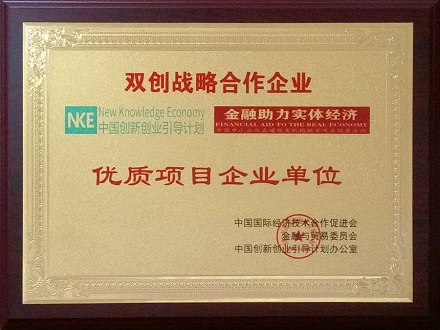 双创战略合作企业
NKE
New Knowledge Economy
中国创新创业引导计划
金融助力实体经济
FINANCIAL AID TO THE REAL ECONOMY
优质项目企业单位
中国国际经济技术合作促进会
金融与贸易委员会
中国创新创业引导计划办公室